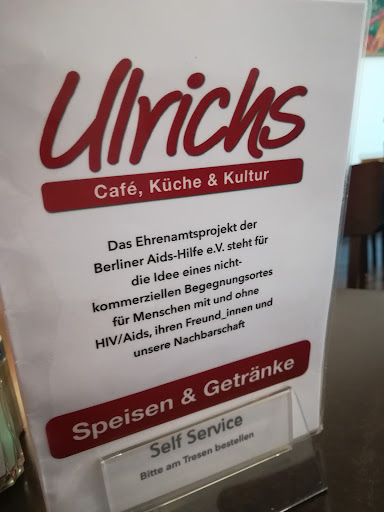 Ulrichs
Café, Küche & Kultur
Das Ehrenamtsprojekt der
Berliner Aids-Hilfe e.V. steht für
die Idee eines nicht-
kommerziellen Begegnungsortes
für Menschen mit und ohne
HIV/Aids, ihren Freund_innen und
unsere Nachbarschaft
Speisen & Getränke
Self Service
Bitte am Tresen bestellen